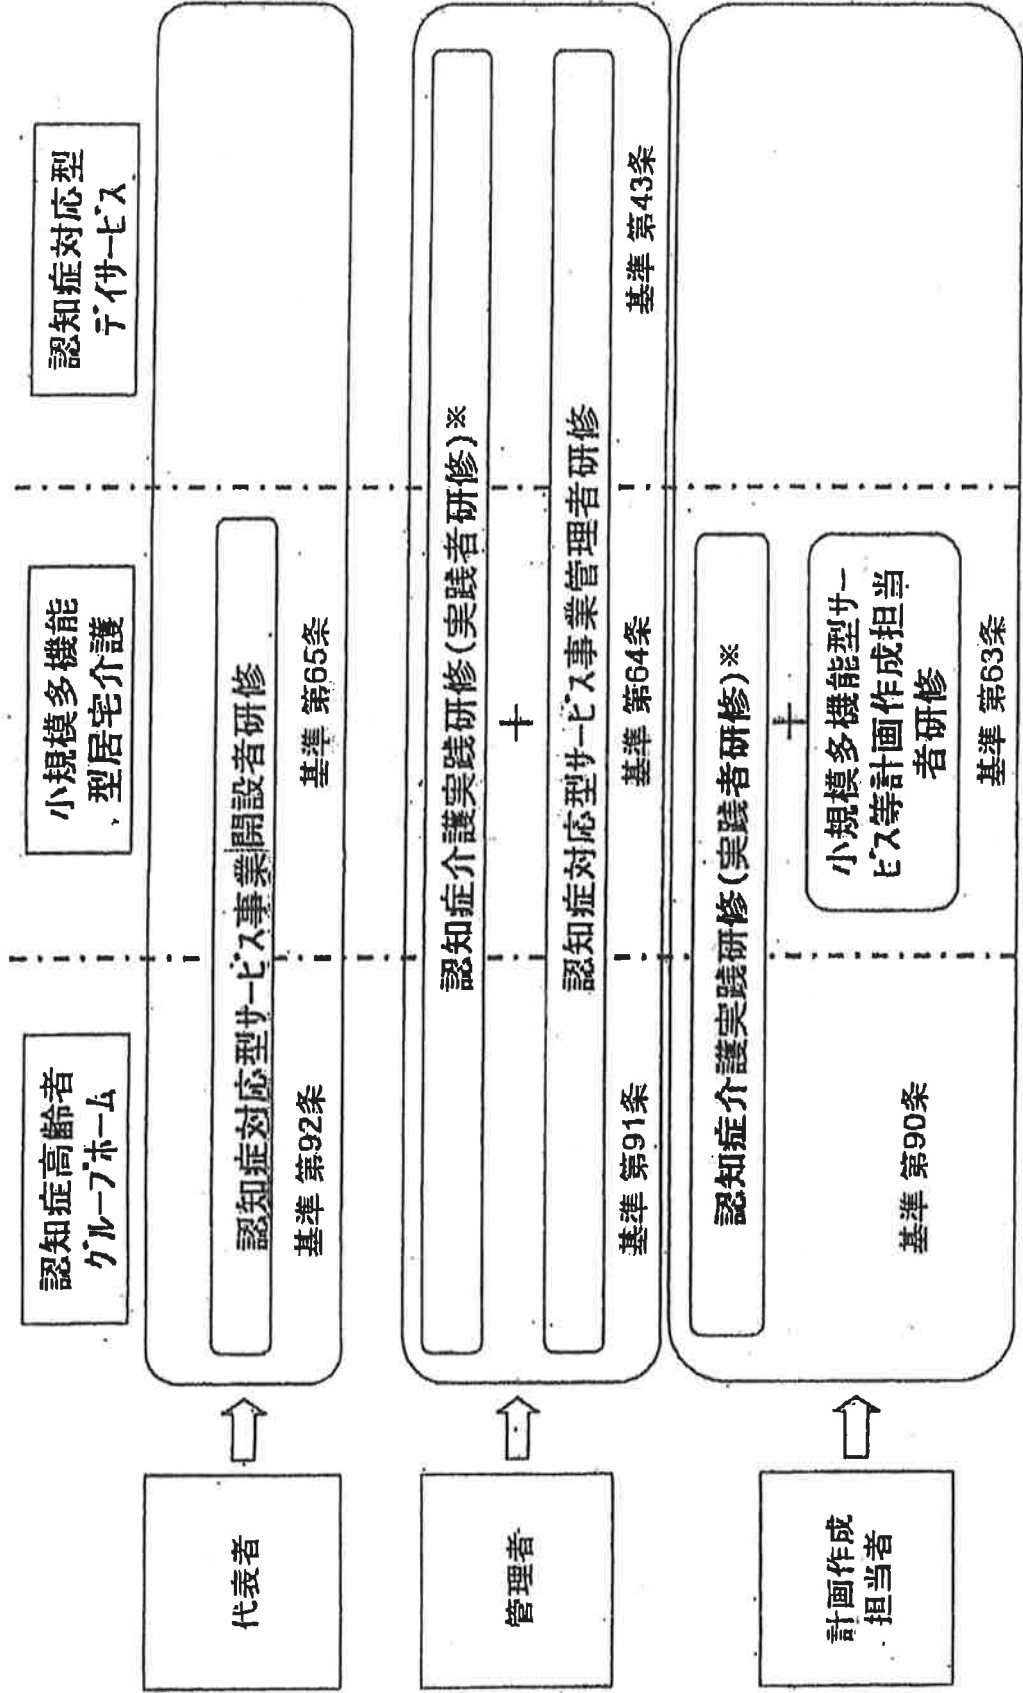 認知症高齢者
グループホーム
小規模多機能
型居宅介護
認知症対応型
デイサービス
代表者
認知症対応型サービス事業開設者研修
基準 第92条
基準 第65条
管理者
認知症介護実践研修(実践者研修)※
＋
認知症対応型サービス事業管理者研修
基準 第91条
基準 第64条
基準 第43条
計画作成
担当者
認知症介護実践研修(実践者研修)※
＋
小規模多機能型サー
ビス等計画作成担当
者研修
基準 第90条
基準 第63条